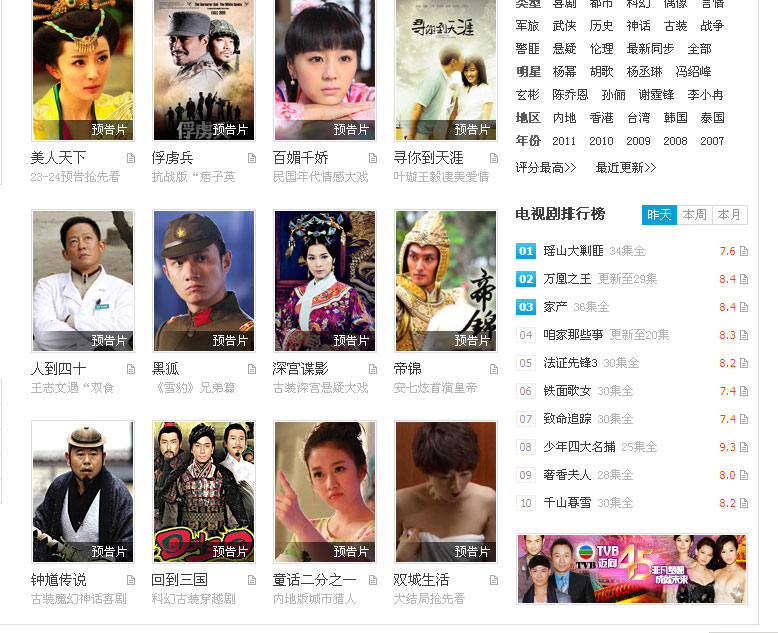 预告片 预告片 预告片 预告片
俘虏兵
寻你到天涯
美人天下 俘虏兵 百媚千娇 寻你到天涯
23-24预告抢先看 抗战版“痞子英 民国年代情感大戏 叶璇王毅谱美爱情
预告片 预告片 预告片 预告片
帝锦
人到四十 黑狐 深宫谍影 帝锦
王志文遇“双食 《雪豹》兄弟篇 古装深宫悬疑大戏 安七炫首演皇帝
预告片 预告片 预告片 预告片
钟馗传说 回到三国 童话二分之一 双城生活
古装魔幻神话喜剧 科幻古装穿越剧 内地版城市猎人 大结局抢先看
类型 喜剧 都市 科幻 偶像 言情
军旅 武侠 历史 神话 古装 战争
警匪 悬疑 伦理 最新同步 全部
明星 杨幂 胡歌 杨丞琳 冯绍峰
玄彬 陈乔恩 孙俪 谢霆锋 李小冉
地区 内地 香港 台湾 韩国 泰国
年份 2011 2010 2009 2008 2007
评分最高>> 最近更新>>
电视剧排行榜 昨天 本周 本月
01 瑶山大剿匪 34集全 7.6
02 万凰之王 更新至29集 8.4
03 家产 36集全 8.4
04 咱家那些事 更新至20集 8.3
05 法证先锋3 30集全 8.2
06 铁面歌女 30集全 7.4
07 致命追踪 30集全 7.4
08 少年四大名捕 25集全 9.3
09 奢香夫人 28集全 8.0
10 千山暮雪 30集全 8.2
TVB 45
迈向 非凡梦想
成就未来